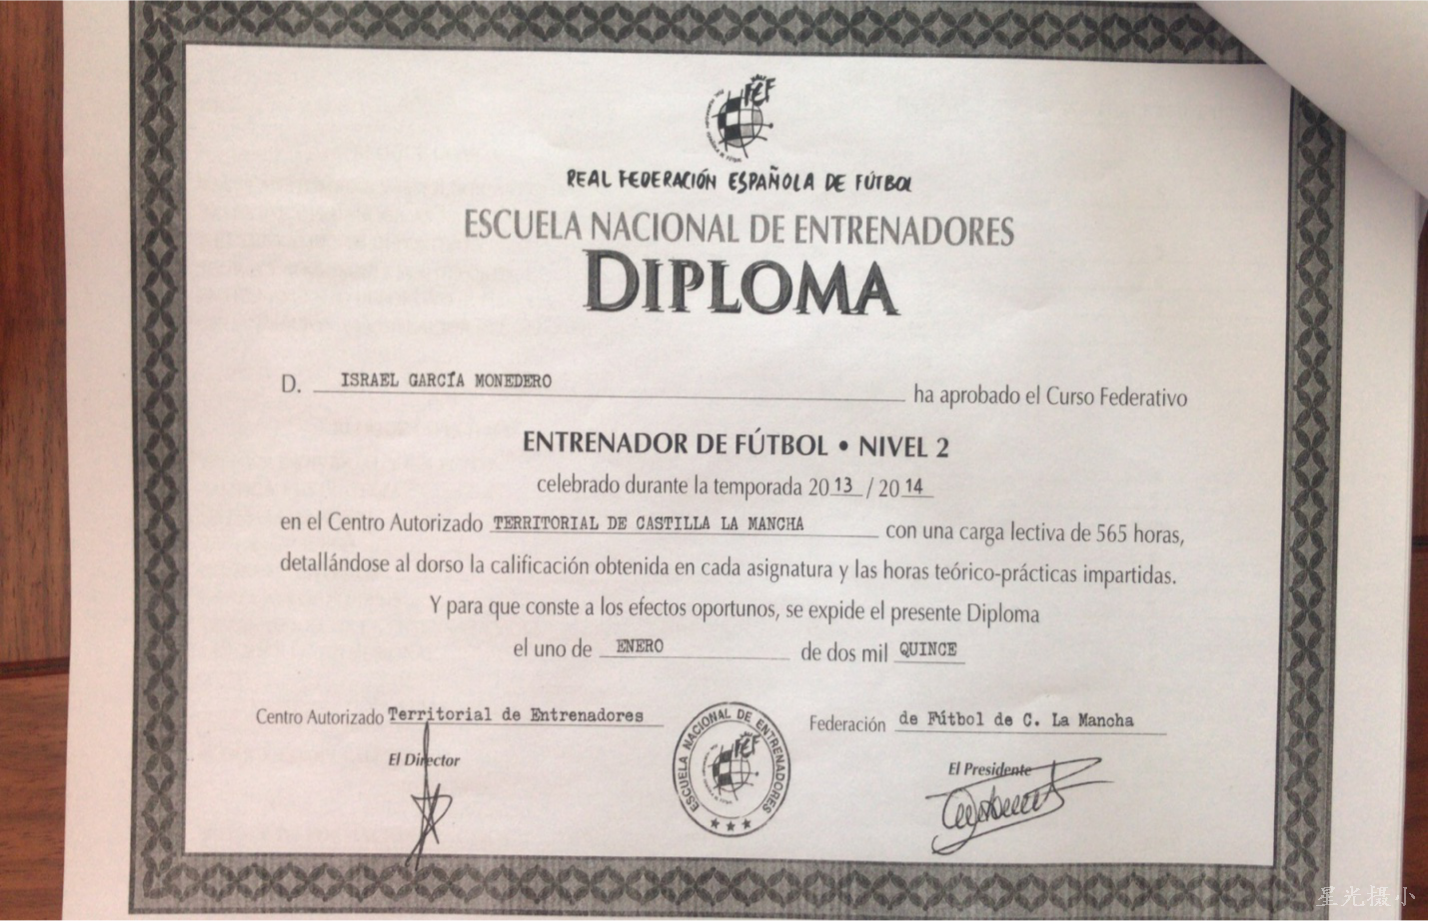 RFEF
REAL FEDERACIÓN ESPAÑOLA DE FÚTBOL
ESCUELA NACIONAL DE ENTRENADORES
DIPLOMA
D. ISRAEL GARCÍA MONEDERO ha aprobado el Curso Federativo
ENTRENADOR DE FÚTBOL • NIVEL 2
celebrado durante la temporada 2013 / 2014
en el Centro Autorizado TERRITORIAL DE CASTILLA LA MANCHA con una carga lectiva de 565 horas,
detallándose al dorso la calificación obtenida en cada asignatura y las horas teórico-prácticas impartidas.
Y para que conste a los efectos oportunos, se expide el presente Diploma
el uno de ENERO de dos mil QUINCE
Centro Autorizado Territorial de Entrenadores
Federación de Fútbol de C. La Mancha
El Director
El Presidente
ESCUELA NACIONAL DE ENTRENADORES
RFEF
星光摄小